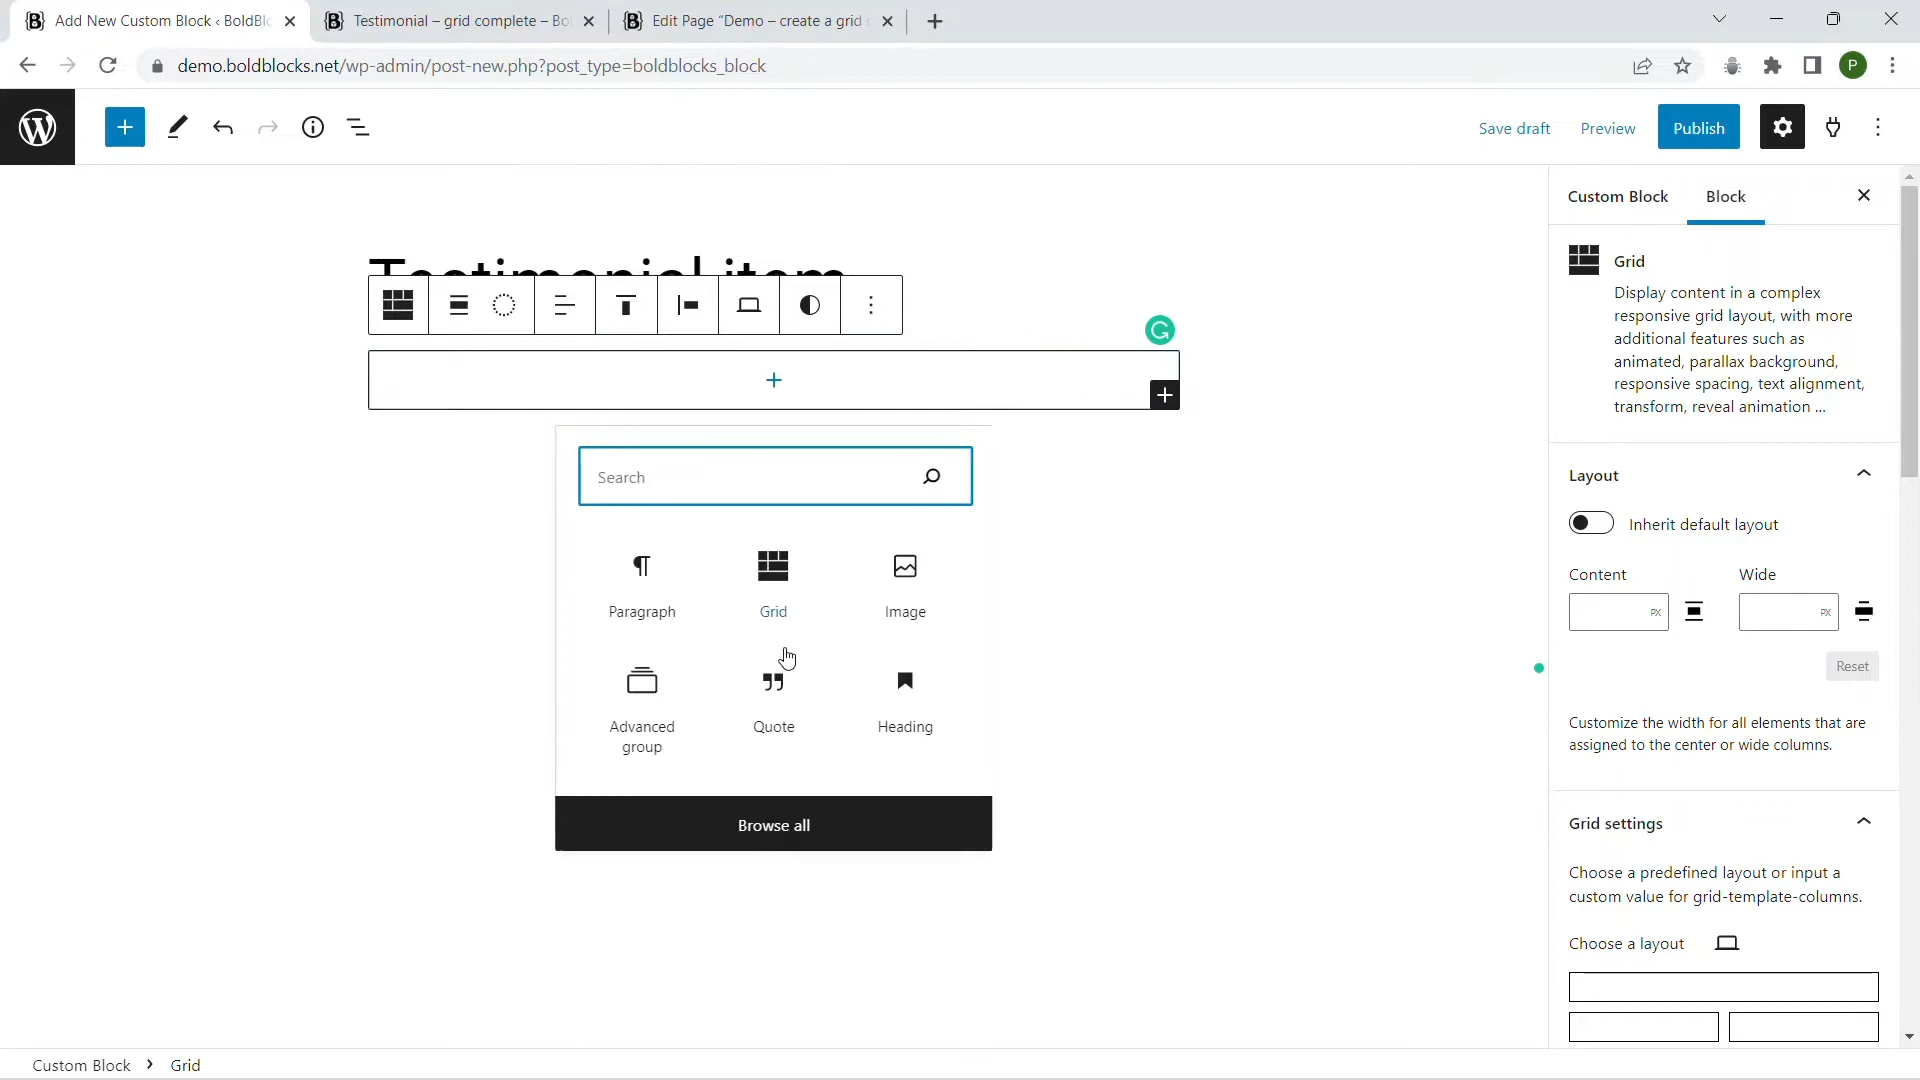 Add New Custom Block ‹ BoldBl
Testimonial – grid complete – Bo
Edit Page “Demo – create a grid
demo.boldblocks.net/wp-admin/post-new.php?post_type=boldblocks_block
P
Save draft
Preview
Publish
Custom Block
Block
Testimonial item
Grid
Display content in a complex
responsive grid layout, with more
additional features such as
animated, parallax background,
responsive spacing, text alignment,
transform, reveal animation ...
Search
Paragraph
Grid
Image
Advanced
group
Quote
Heading
Browse all
Layout
Inherit default layout
Content
Wide
PX
PX
Reset
Customize the width for all elements that are
assigned to the center or wide columns.
Grid settings
Choose a predefined layout or input a
custom value for grid-template-columns.
Choose a layout
Custom Block › Grid